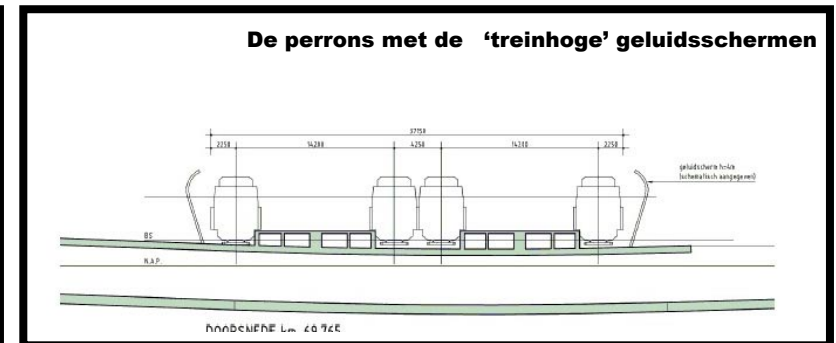 De perrons met de ‘treinhoge’ geluidsschermen
37150
2250 14200 4250 14200 2250
geluidscherm h=4m
(schematisch aangegeven)
BS
N.A.P.
DOORSNEDE km 69.765